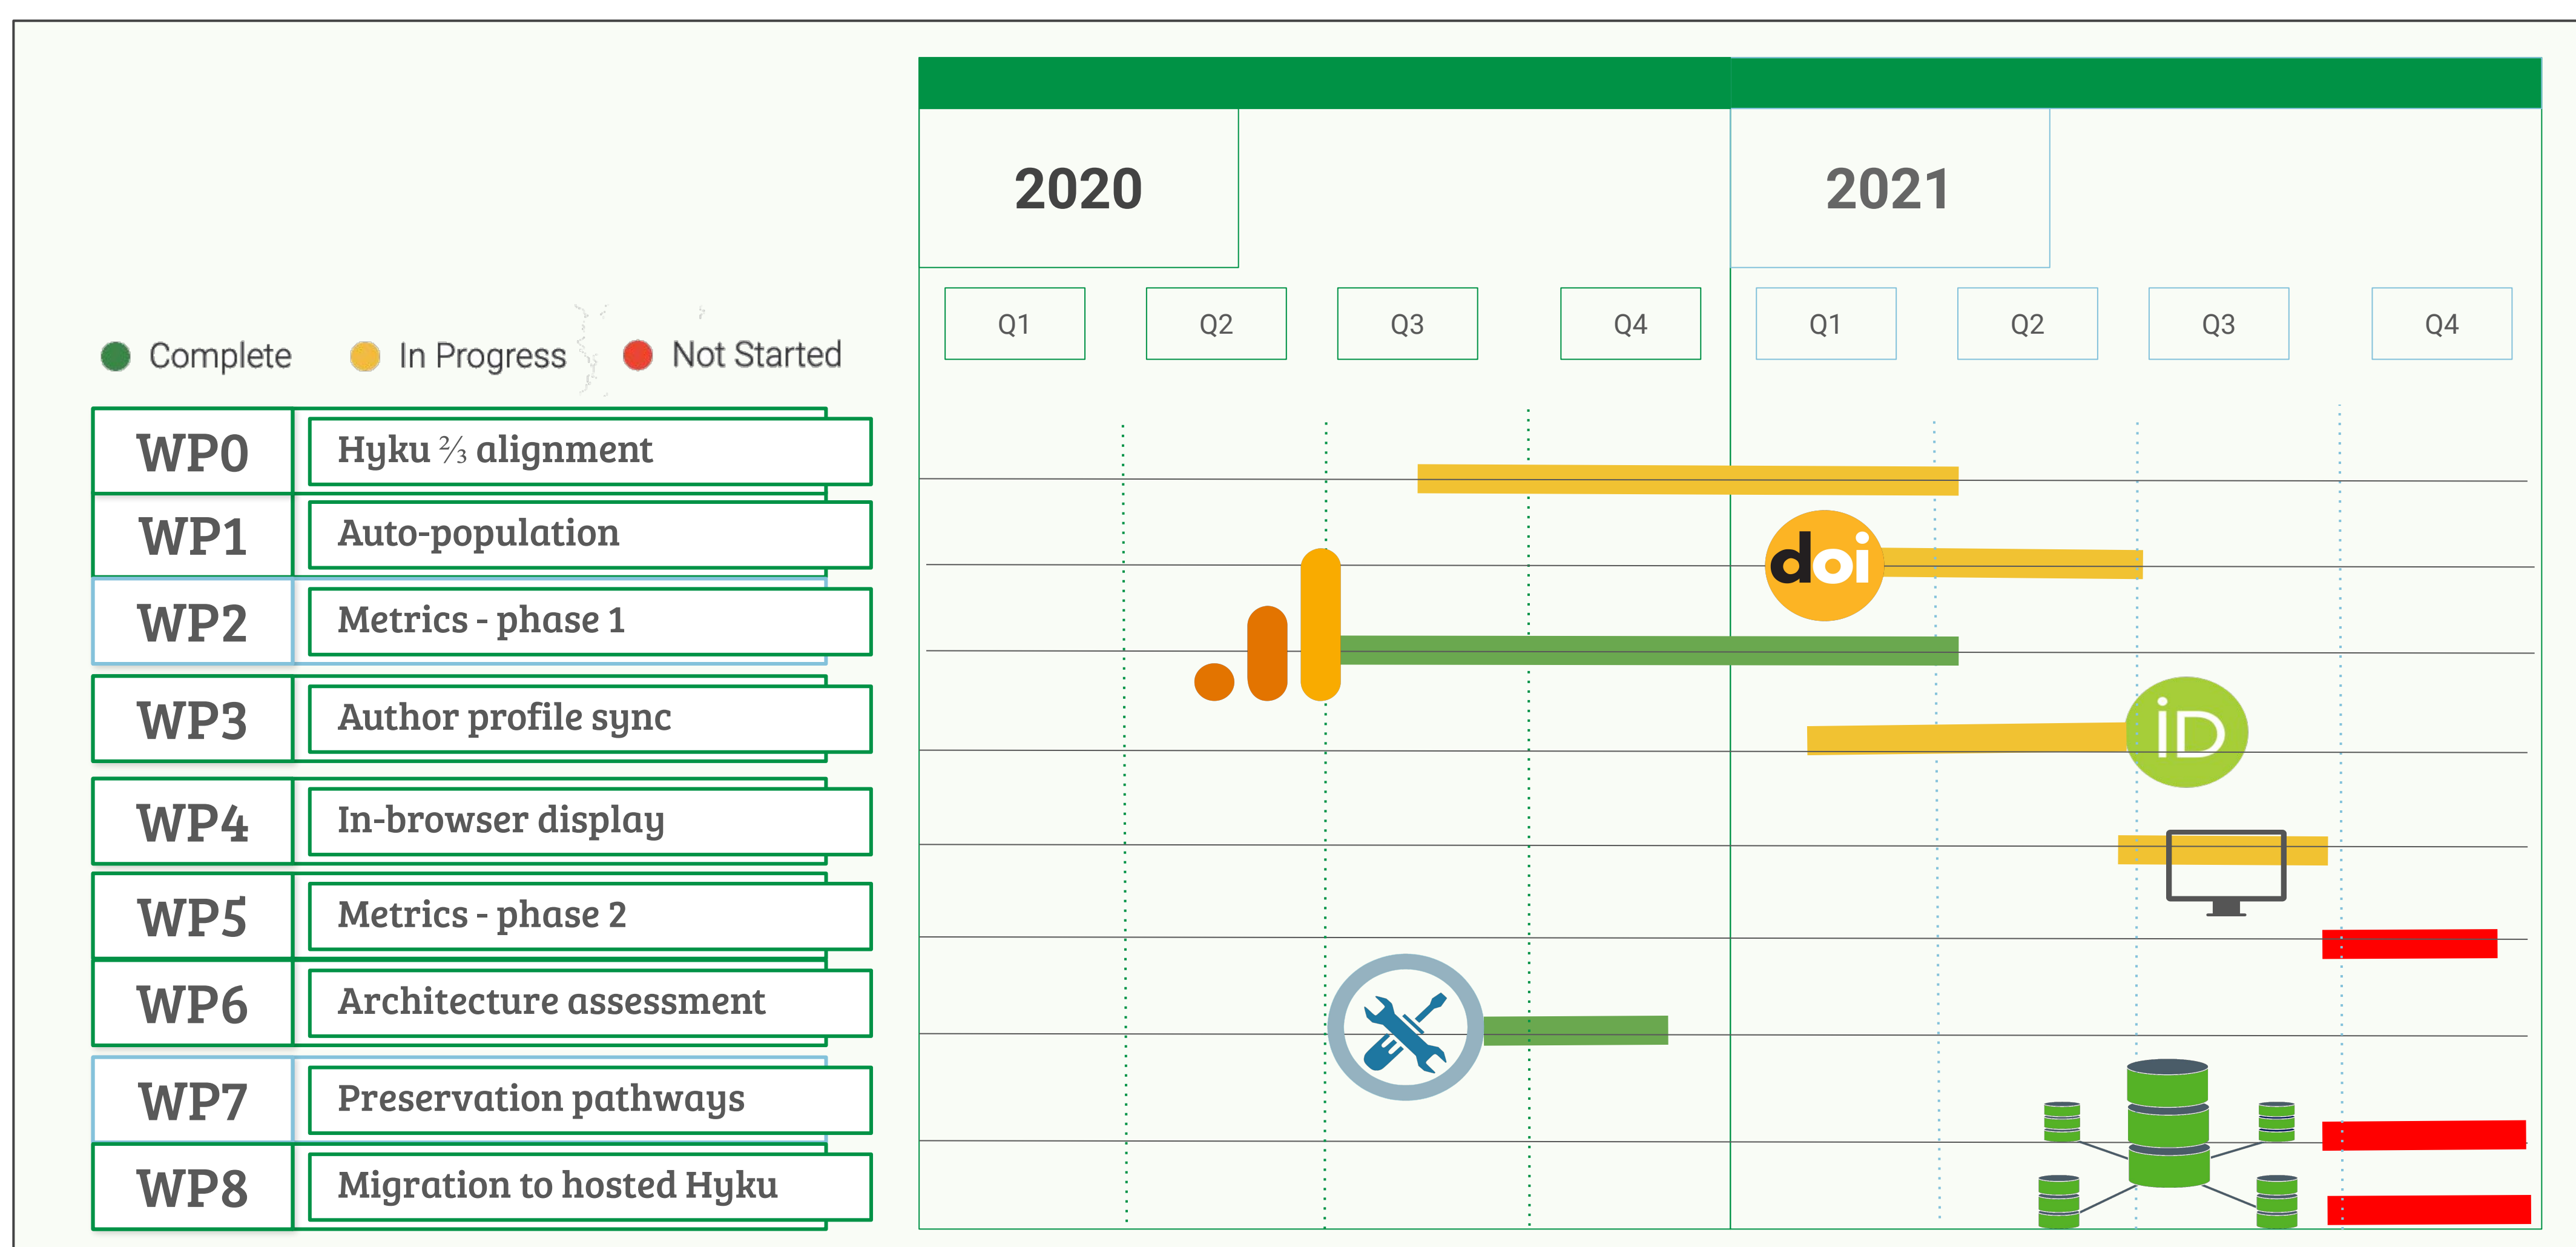 2020
2021
Q1
Q2
Q3
Q4
Q1
Q2
Q3
Q4
Complete
In Progress
Not Started
WP0
Hyku ⅔ alignment
WP1
Auto-population
doi
WP2
Metrics - phase 1
WP3
Author profile sync
iD
WP4
In-browser display
WP5
Metrics - phase 2
WP6
Architecture assessment
WP7
Preservation pathways
WP8
Migration to hosted Hyku